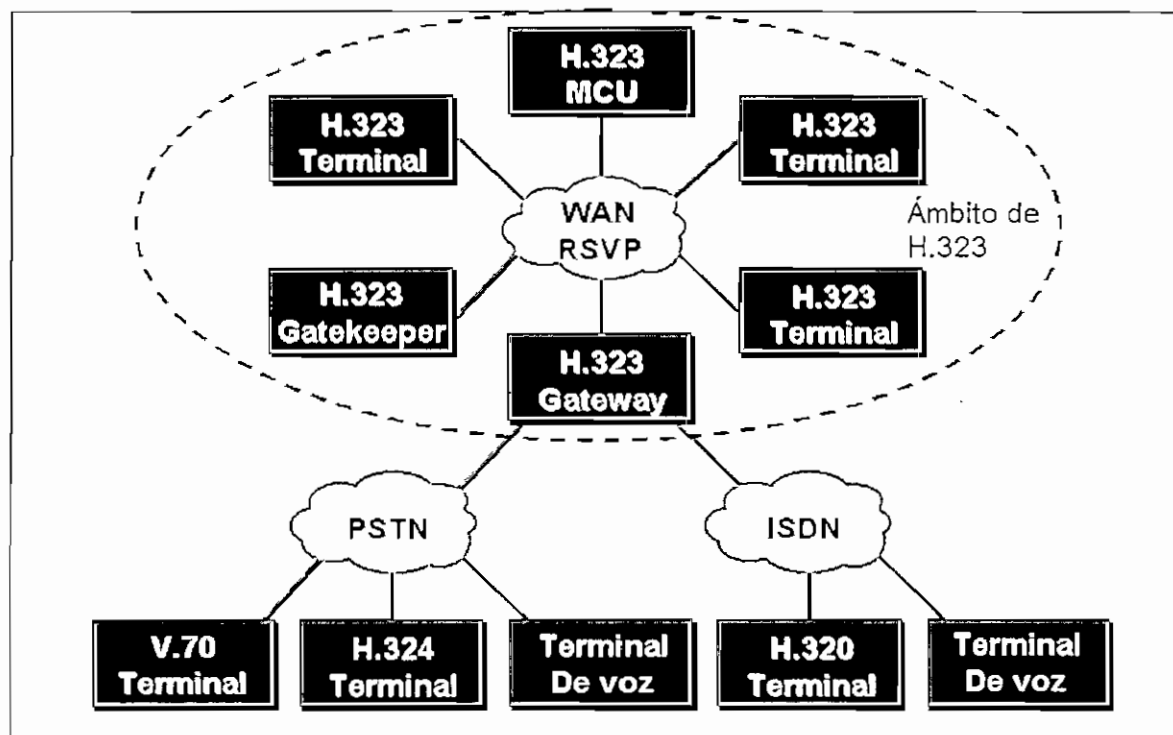 H.323
MCU
H.323
Terminal
H.323
Terminal
WAN
RSVP
Ámbito de
H.323
H.323
Gatekeeper
H.323
Terminal
H.323
Gateway
PSTN
ISDN
V.70
Terminal
H.324
Terminal
Terminal
De voz
H.320
Terminal
Terminal
De voz